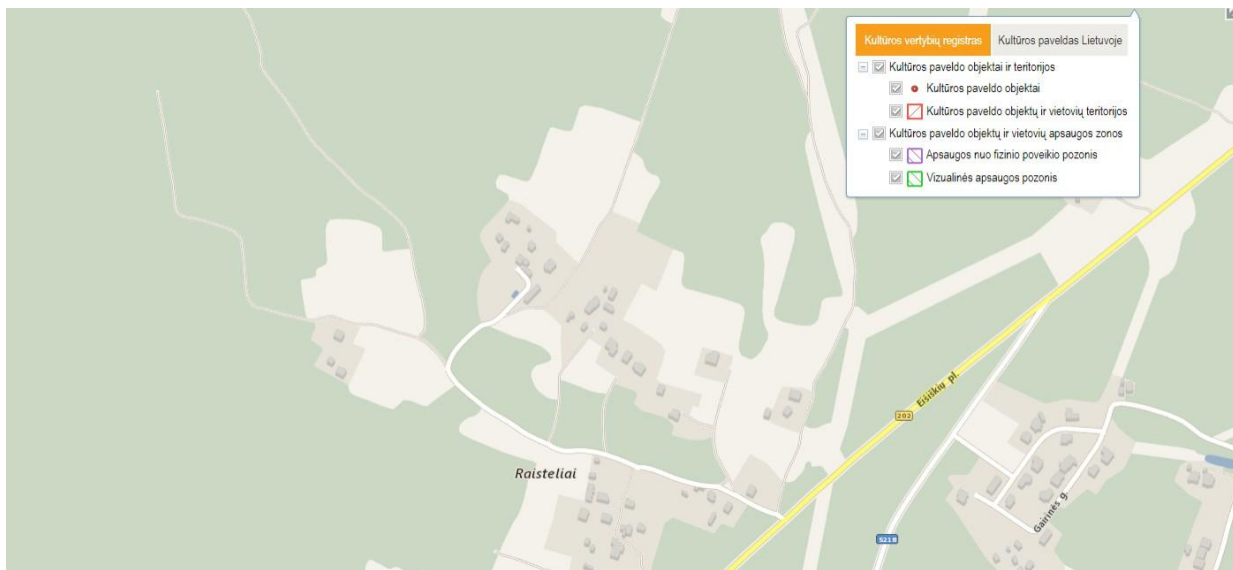 Kultūros vertybių registras
Kultūros paveldas Lietuvoje
Kultūros paveldo objektai ir teritorijos
Kultūros paveldo objektai
Kultūros paveldo objektų ir vietovių teritorijos
Kultūros paveldo objektų ir vietovių apsaugos zonos
Apsaugos nuo fizinio poveikio pozonis
Vizualinės apsaugos pozonis
Eišiškių pl.
202
Raisteliai
Gairinės g.
5218